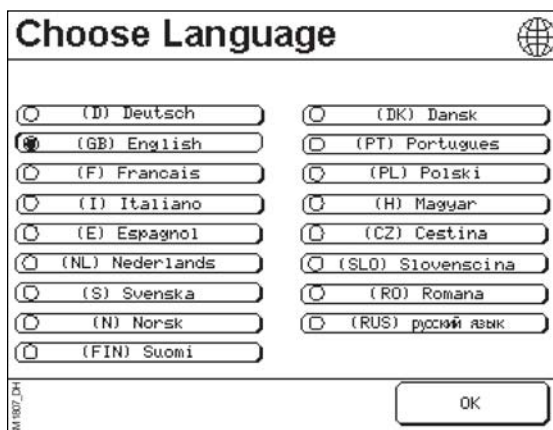 Choose Language
(D) Deutsch
(GB) English
(F) Francais
(I) Italiano
(E) Espagnol
(NL) Nederlands
(S) Svenska
(N) Norsk
(FIN) Suomi
(DK) Dansk
(PT) Portugues
(PL) Polski
(H) Magyar
(CZ) Cestina
(SLO) Slovenscina
(RO) Romana
(RUS) русский язык
OK
M1807_DH